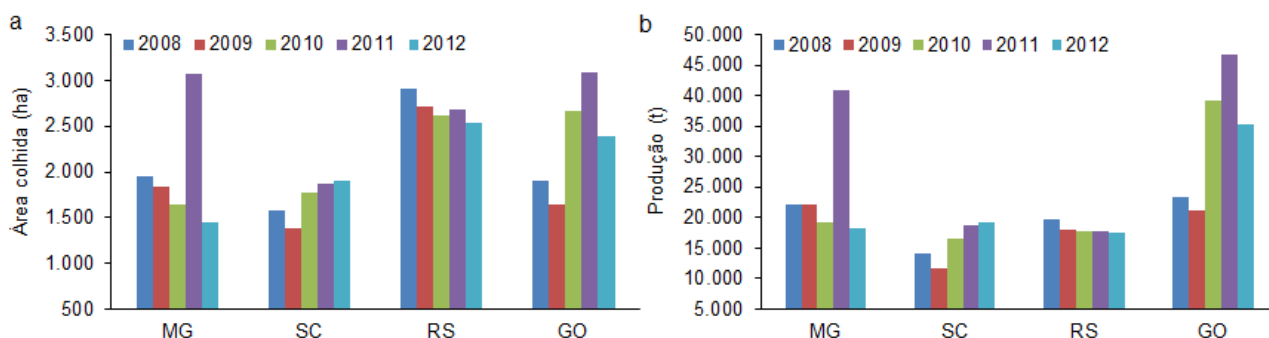 a
Área colhida (ha)
3.500
3.000
2.500
2.000
1.500
1.000
500
2008 2009 2010 2011 2012
MG SC RS GO
b
Produção (t)
50.000
45.000
40.000
35.000
30.000
25.000
20.000
15.000
10.000
5.000
2008 2009 2010 2011 2012
MG SC RS GO